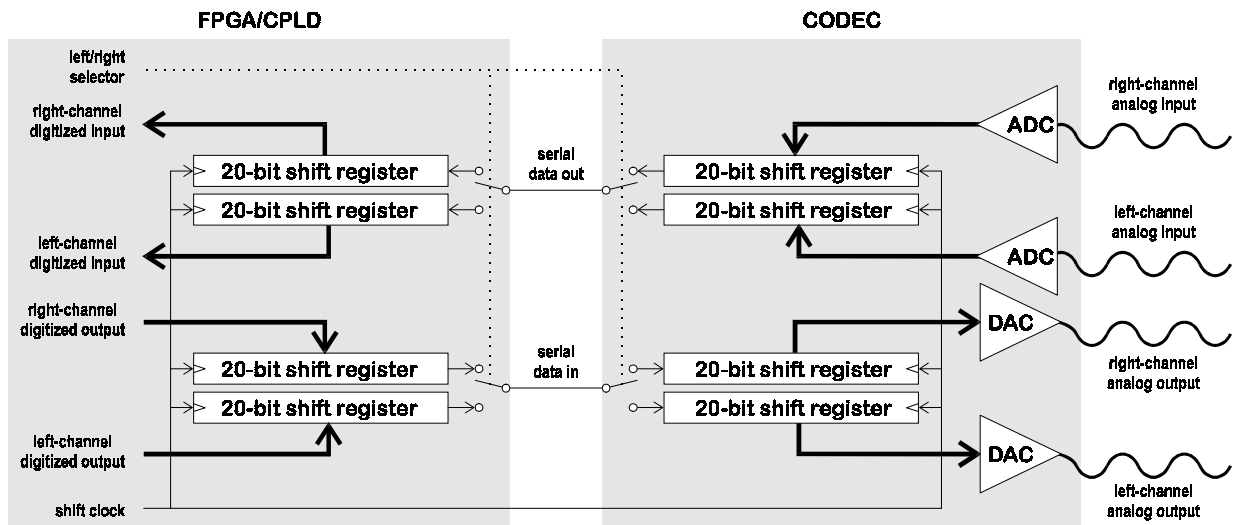 FPGA/CPLD
CODEC
left/right
selector
right-channel
digitized input
20-bit shift register
20-bit shift register
left-channel
digitized input
right-channel
digitized output
20-bit shift register
20-bit shift register
left-channel
digitized output
shift clock
serial
data out
serial
data in
20-bit shift register
20-bit shift register
20-bit shift register
20-bit shift register
ADC
right-channel
analog input
ADC
left-channel
analog input
DAC
right-channel
analog output
DAC
left-channel
analog output